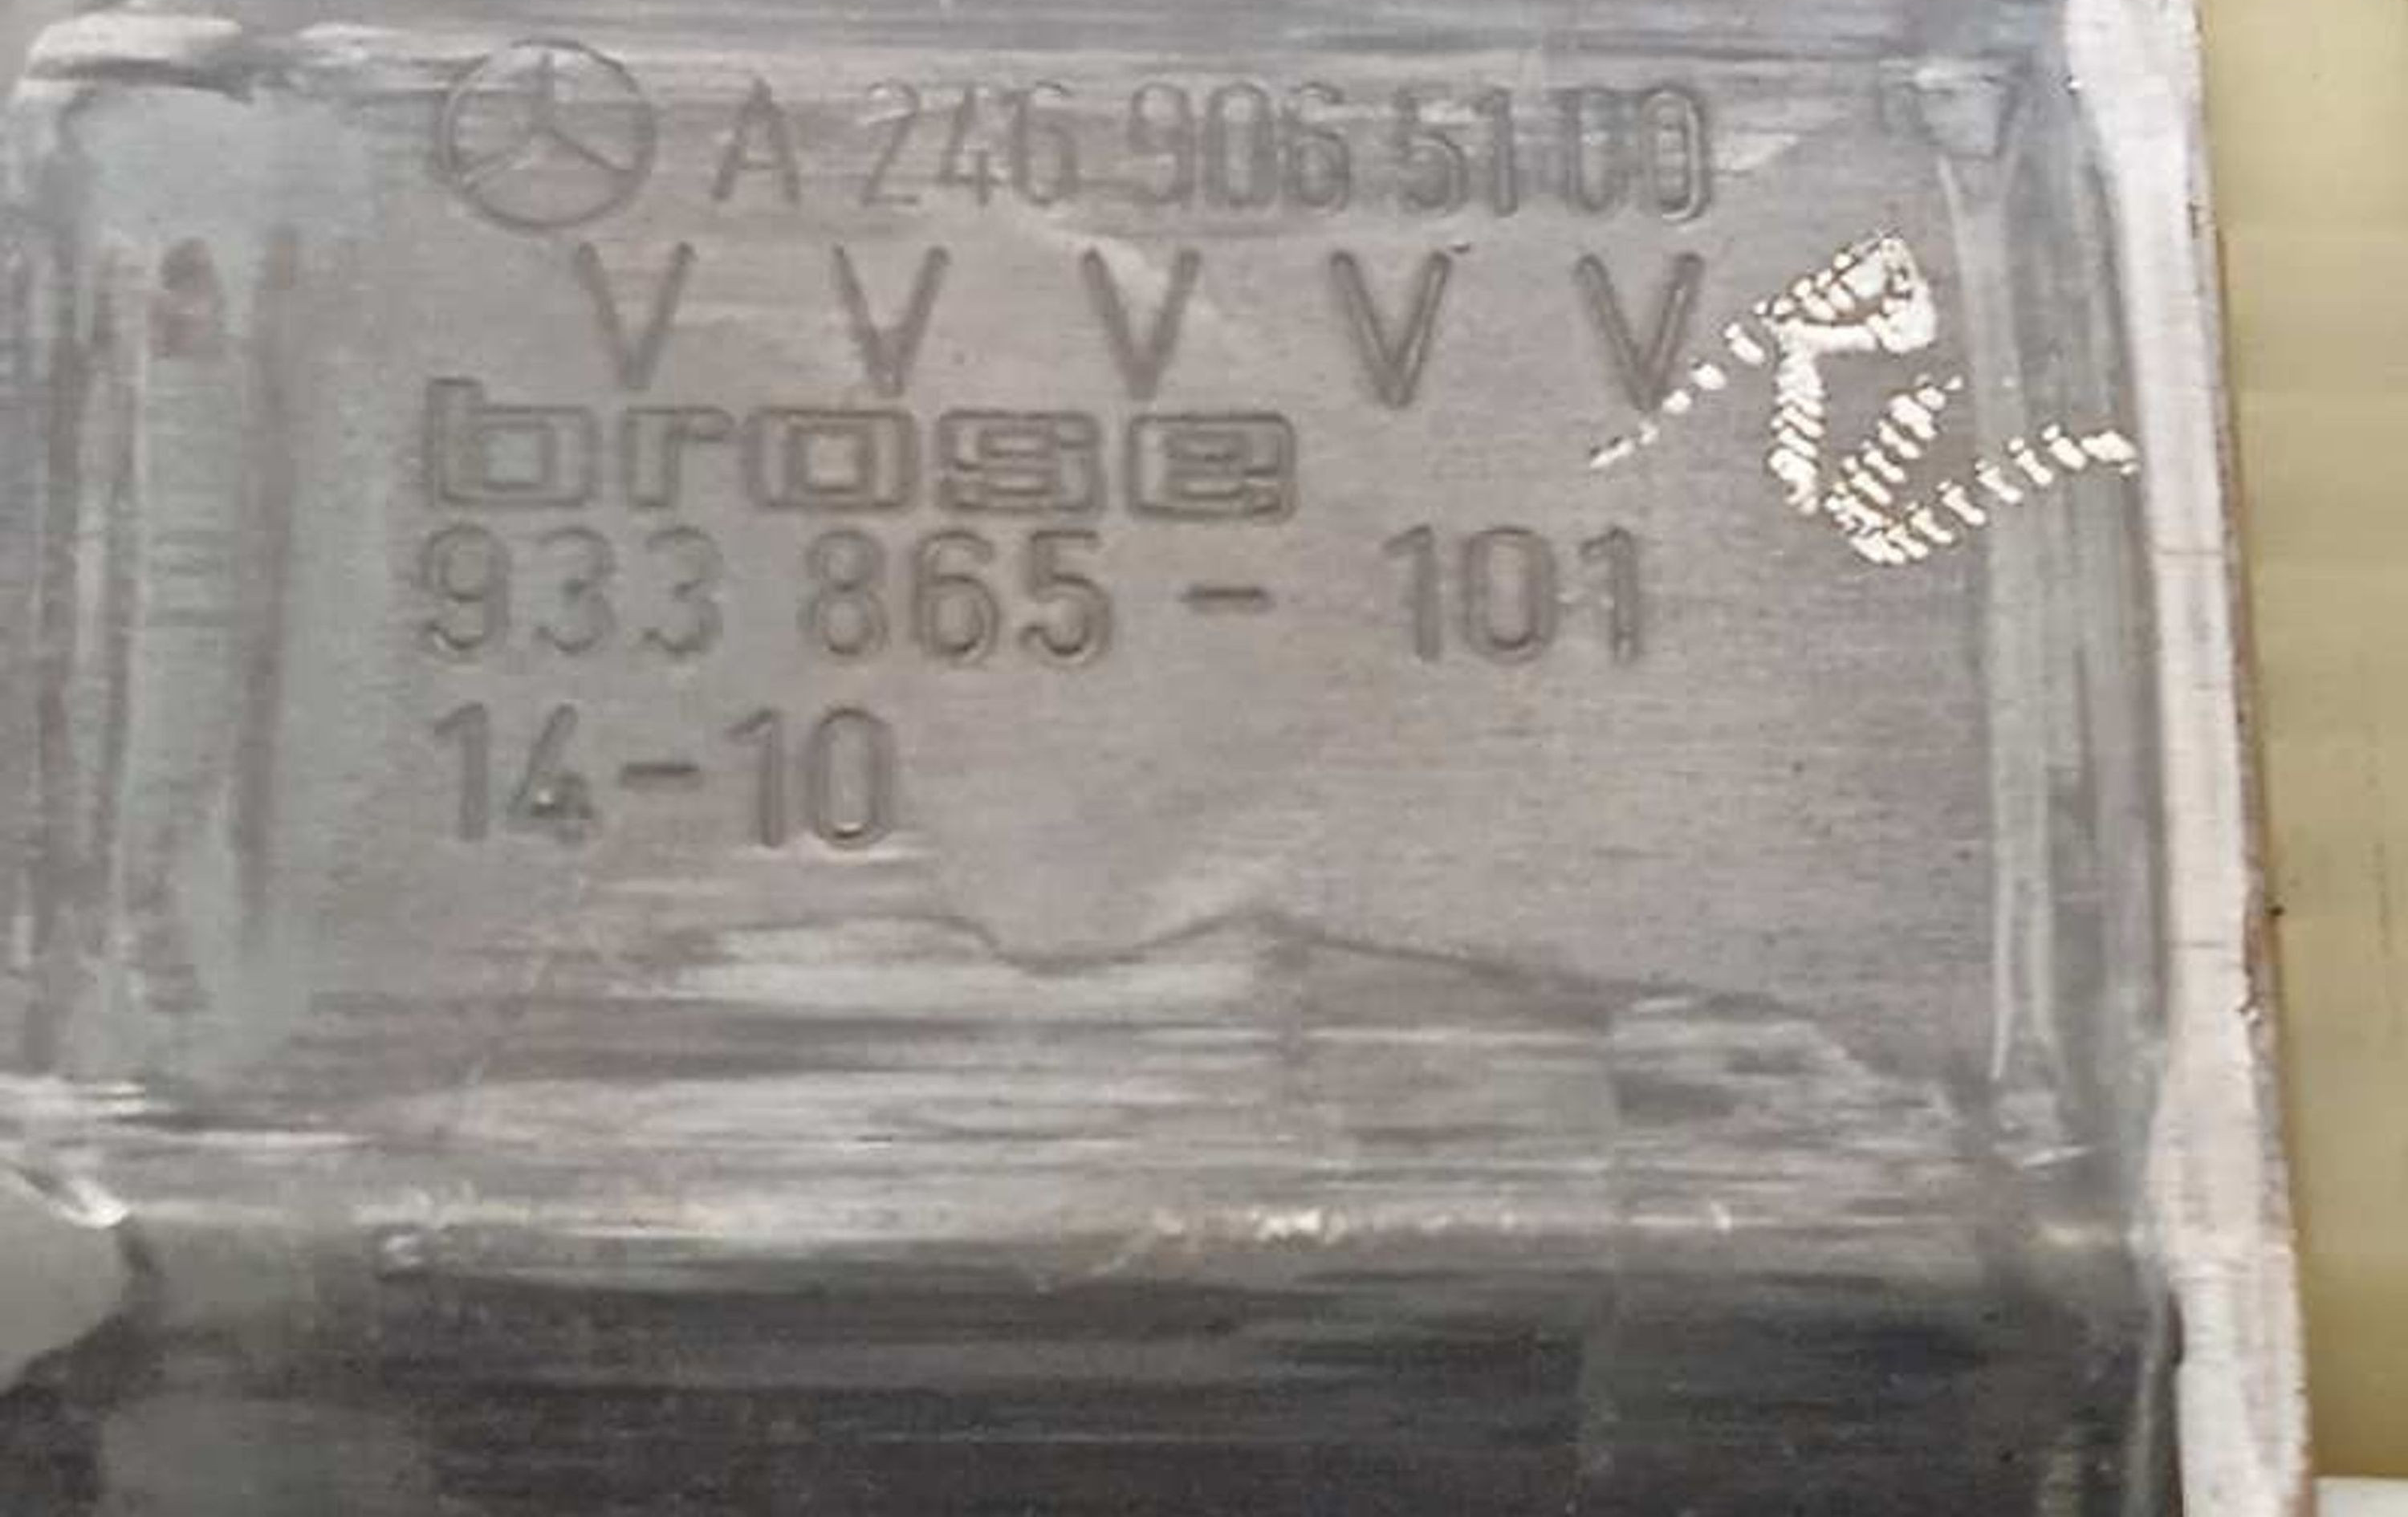 A 246 906 51 00
V V V V V
brose
933 865 - 101
14-10